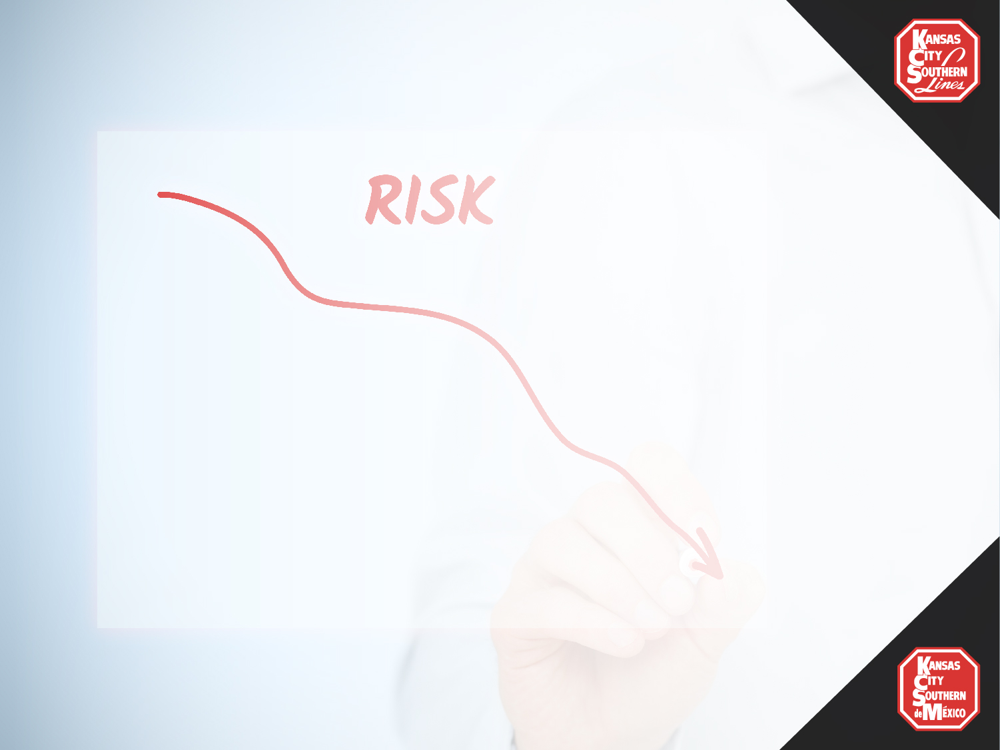 KANSAS
CITY
SOUTHERN
Lines
RISK
KANSAS
CITY
SOUTHERN
de MÉXICO